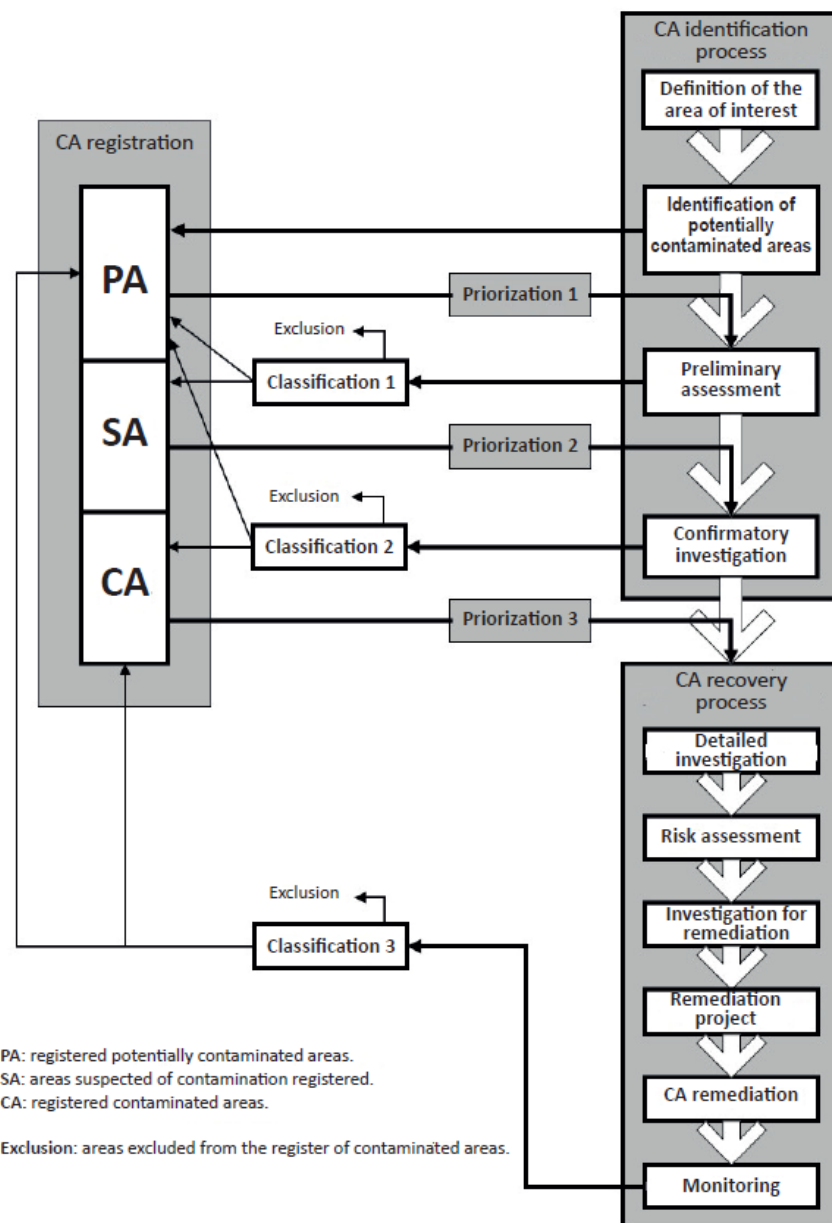 CA identification
process
Definition of the
area of interest
CA registration
Identification of
potentially
contaminated areas
PA
Priorization 1
Exclusion
Classification 1
Preliminary
assessment
SA
Priorization 2
Exclusion
Classification 2
Confirmatory
investigation
CA
Priorization 3
CA recovery
process
Detailed
investigation
Risk assessment
Exclusion
Classification 3
Investigation for
remediation
Remediation
project
CA remediation
Monitoring
PA: registered potentially contaminated areas.
SA: areas suspected of contamination registered.
CA: registered contaminated areas.
Exclusion: areas excluded from the register of contaminated areas.